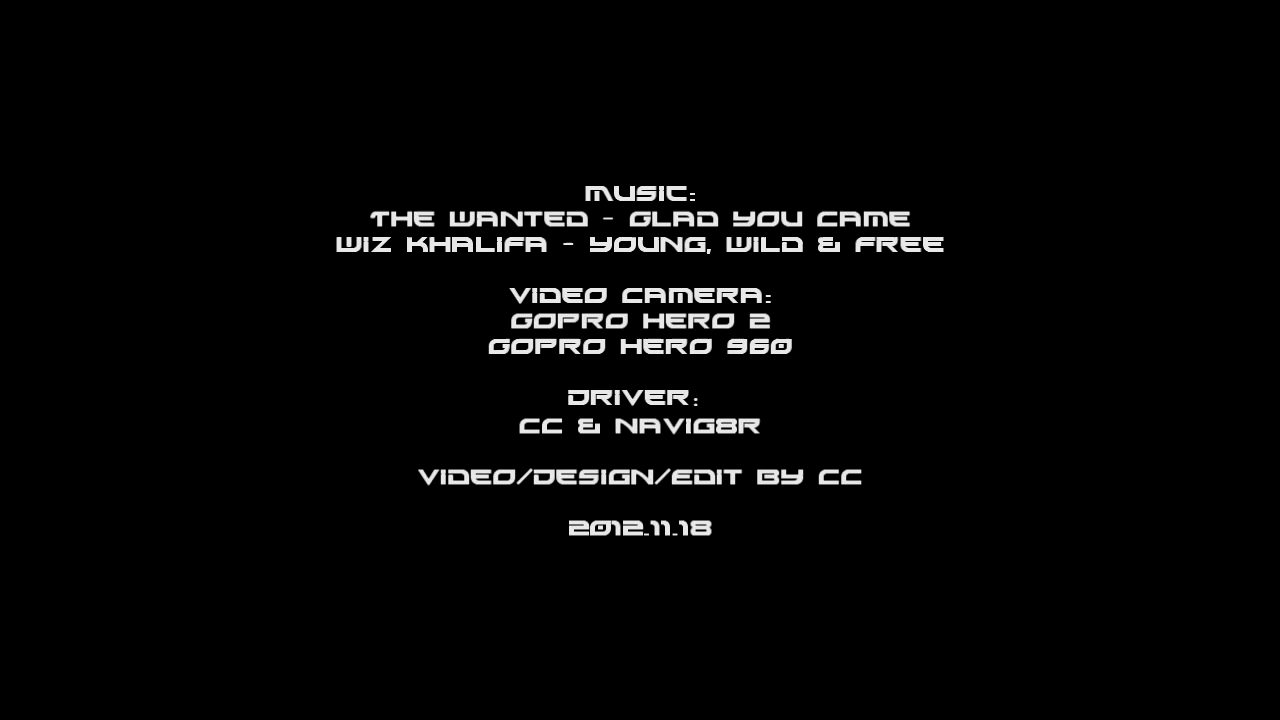 MUSIC:
THE WANTED - GLAD YOU CAME
WIZ KHALIFA - YOUNG, WILD & FREE
VIDEO CAMERA:
GOPRO HERO 2
GOPRO HERO 960
DRIVER:
CC & NAVIG8R
VIDEO/DESIGN/EDIT BY CC
2012.11.18